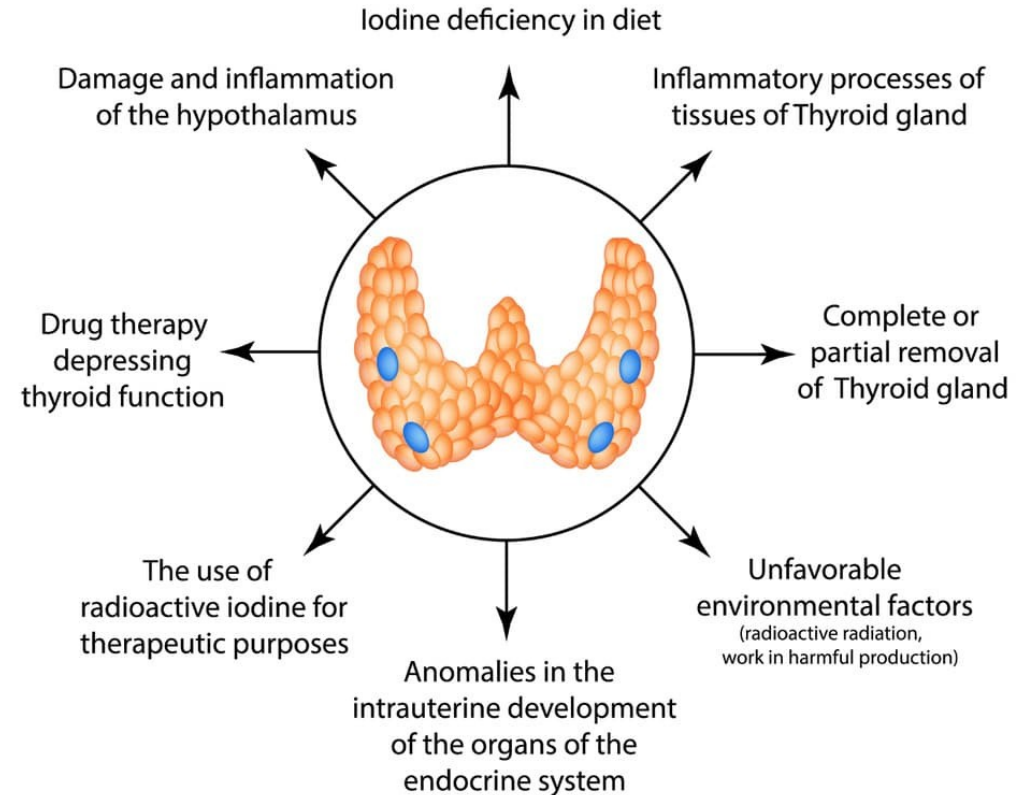 Iodine deficiency in diet
Damage and inflammation
of the hypothalamus
Inflammatory processes of
tissues of Thyroid gland
Drug therapy
depressing
thyroid function
Complete or
partial removal
of Thyroid gland
The use of
radioactive iodine for
therapeutic purposes
Unfavorable
environmental factors
(radioactive radiation,
work in harmful production)
Anomalies in the
intrauterine development
of the organs of the
endocrine system